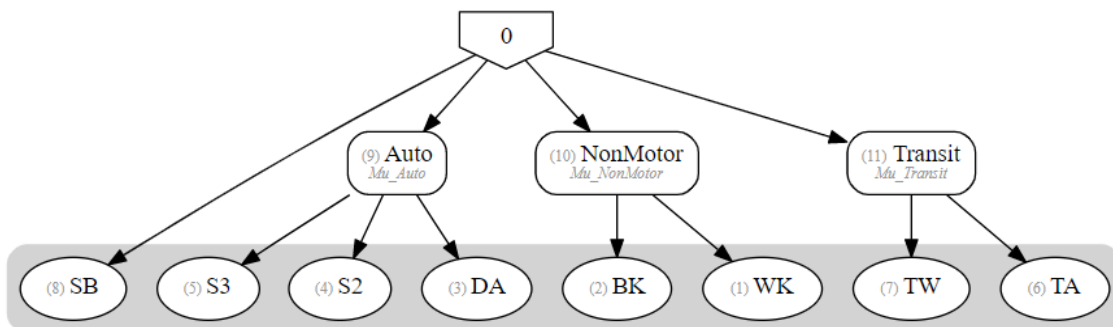 0
(9) Auto
Mu_Auto
(10) NonMotor
Mu_NonMotor
(11) Transit
Mu_Transit
(8) SB
(5) S3
(4) S2
(3) DA
(2) BK
(1) WK
(7) TW
(6) TA